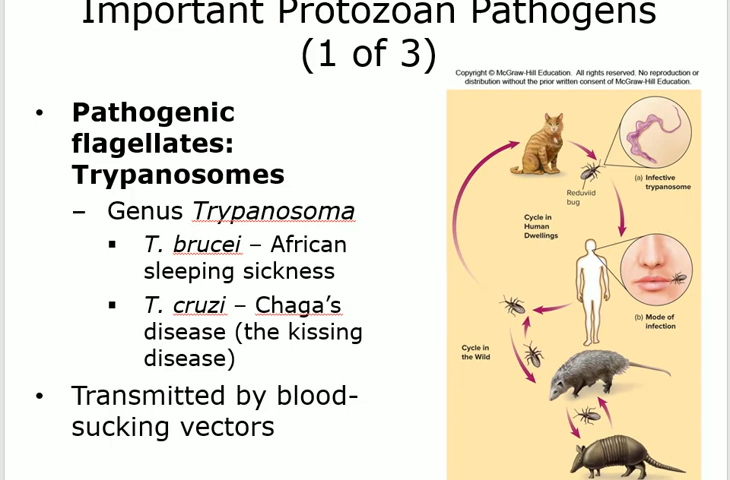 Important Protozoan Pathogens
(1 of 3)
Copyright © McGraw-Hill Education. All rights reserved. No reproduction or
distribution without the prior written consent of McGraw-Hill Education.
• Pathogenic
flagellates:
Trypanosomes
– Genus Trypanosoma
▪ T. brucei – African
sleeping sickness
▪ T. cruzi – Chaga’s
disease (the kissing
disease)
• Transmitted by blood-
sucking vectors
(a) Infective
trypanosome
Reduviid
bug
Cycle in
Human
Dwellings
(b) Mode of
infection
Cycle in
the Wild